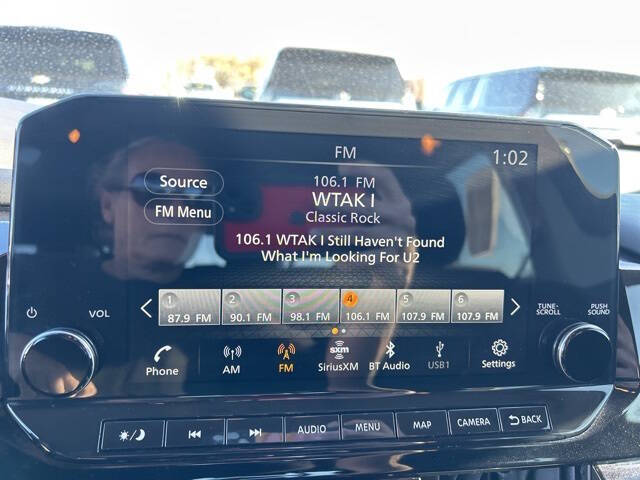 FM
1:02
Source
106.1 FM
WTAK I
FM Menu
Classic Rock
106.1 WTAK I Still Haven't Found
What I'm Looking For U2
VOL
TUNE-
SCROLL
PUSH
SOUND
1 2 3 4 5 6
87.9 FM 90.1 FM 98.1 FM 106.1 FM 107.9 FM 107.9 FM
sxm
Phone AM FM SiriusXM BT Audio USB1 Settings
AUDIO MENU MAP CAMERA BACK